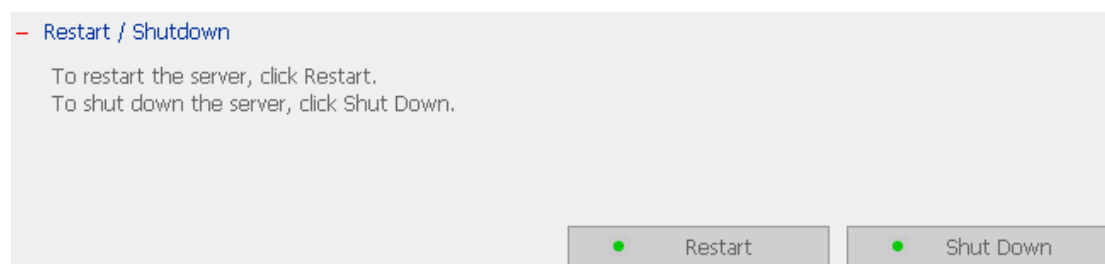 – Restart / Shutdown
To restart the server, click Restart.
To shut down the server, click Shut Down.
Restart
Shut Down